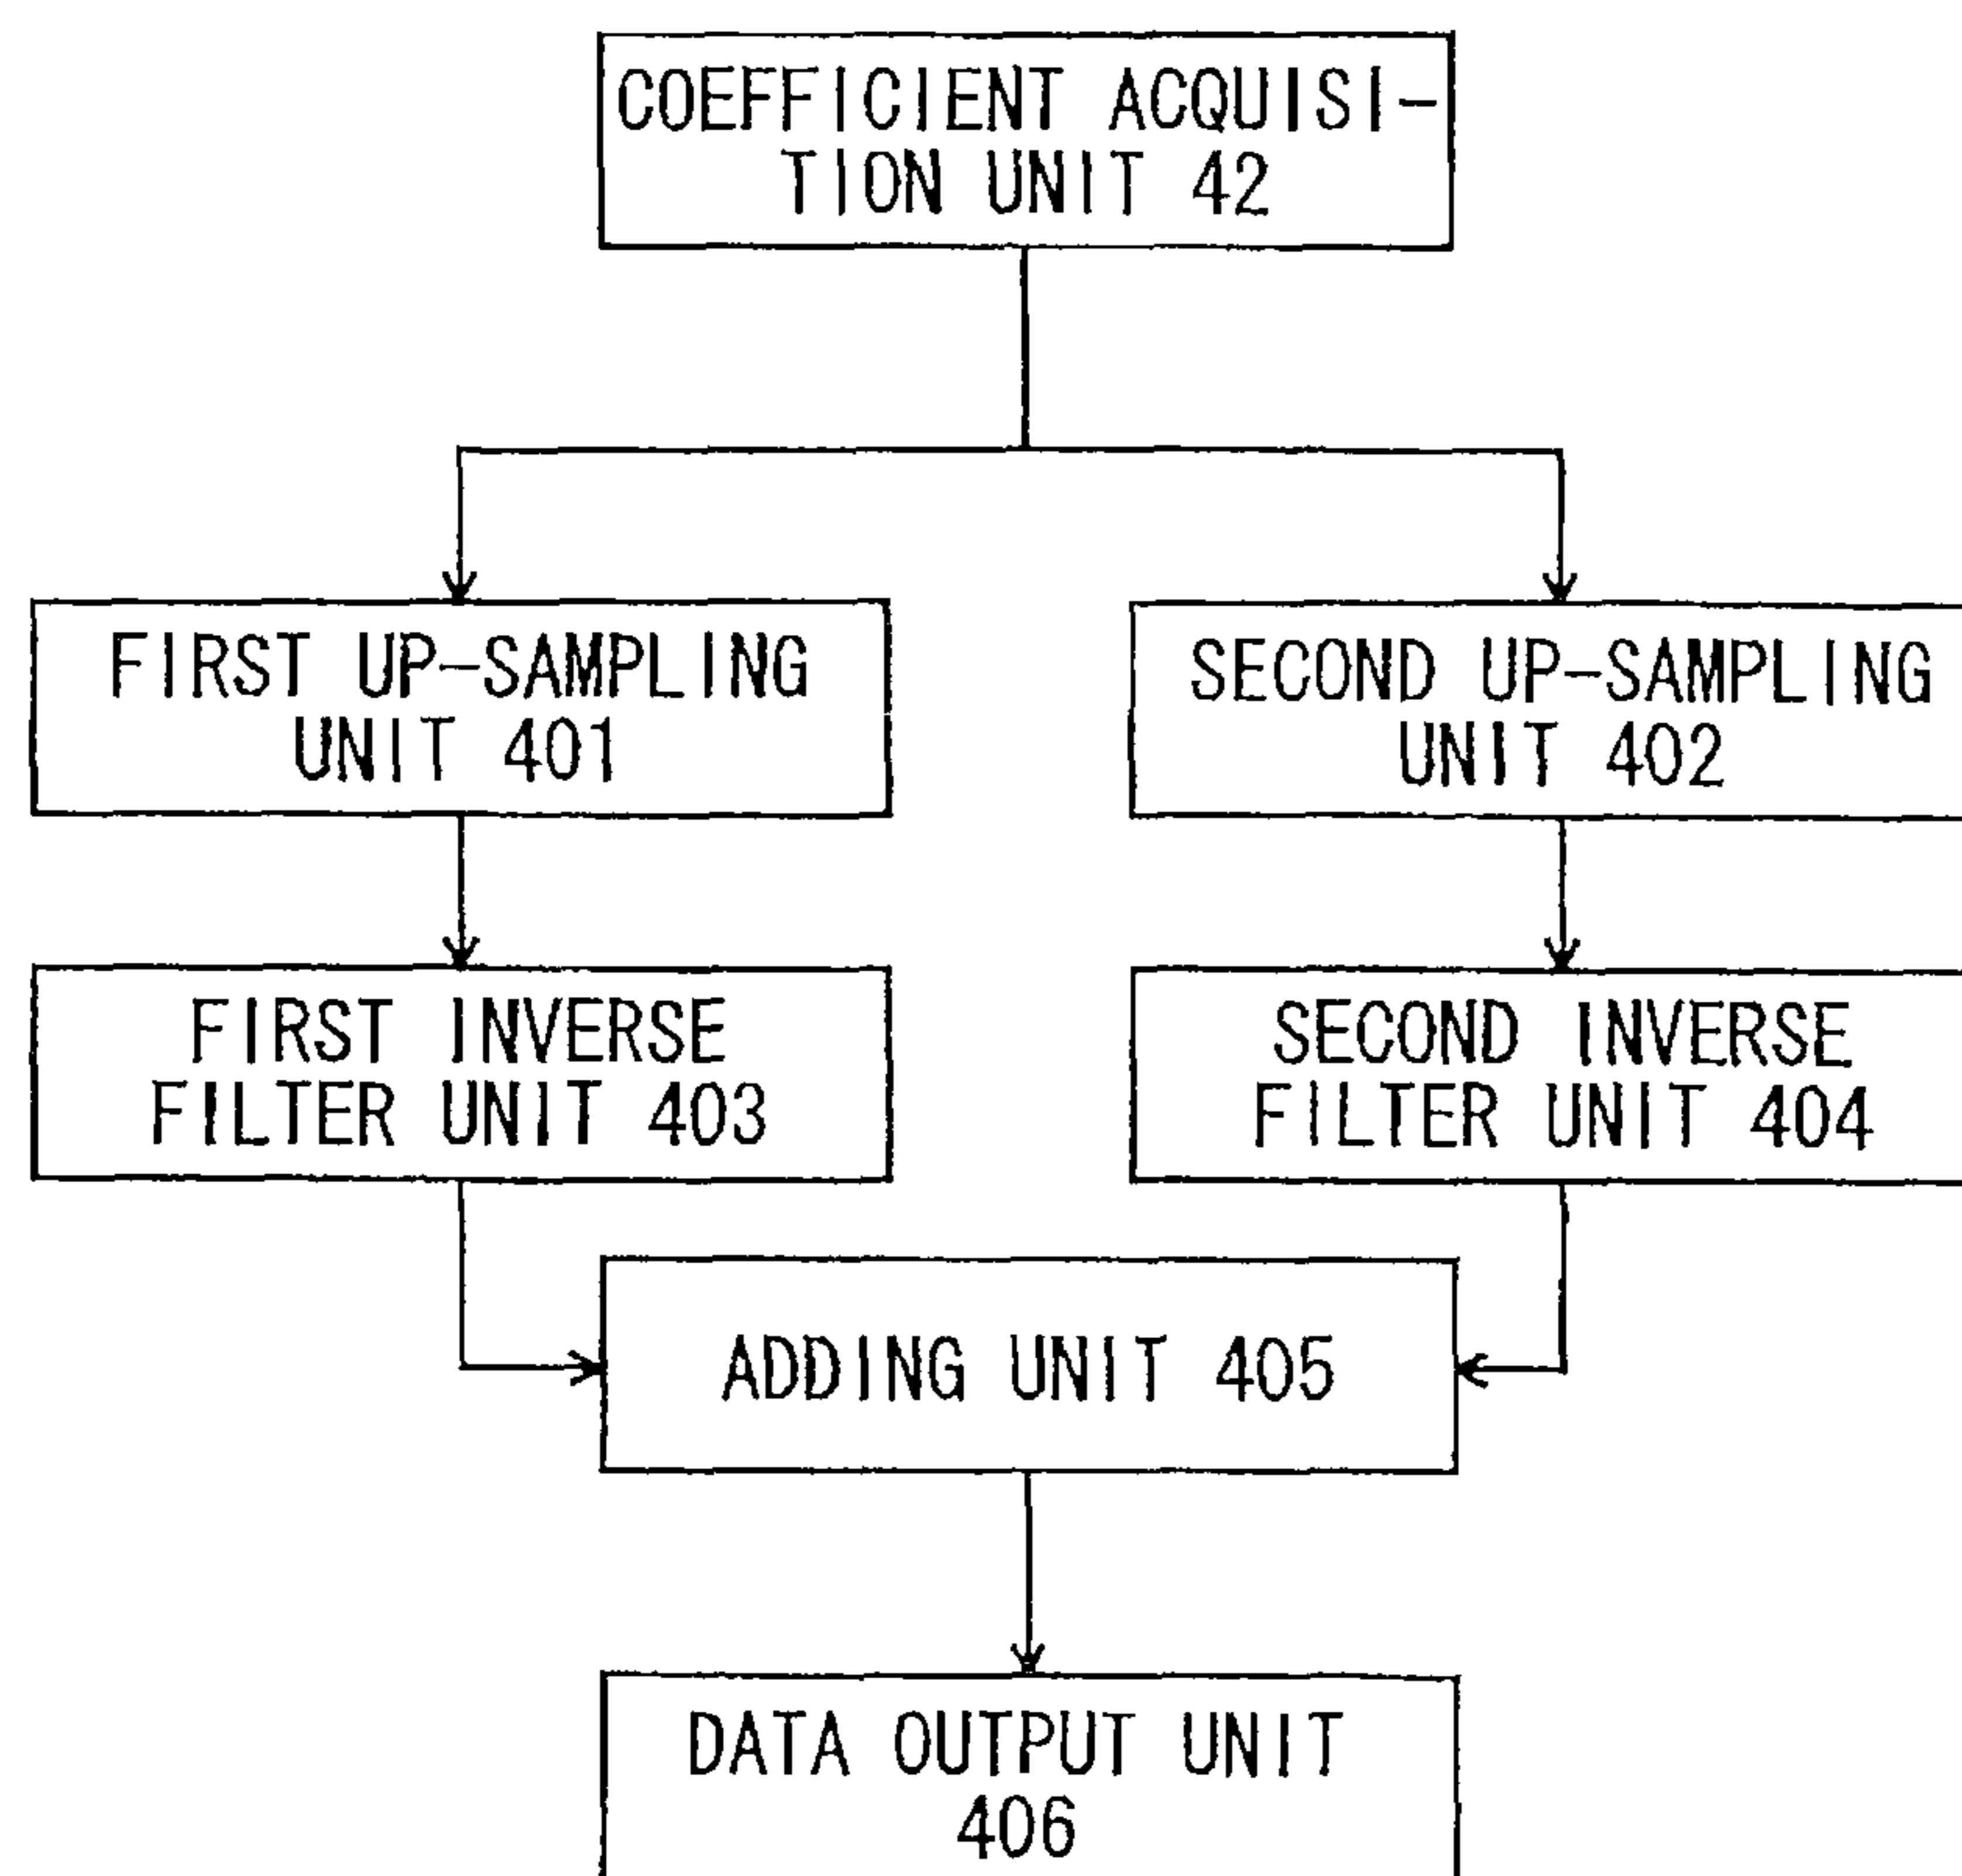 COEFFICIENT ACQUISI-
TION UNIT 42
FIRST UP-SAMPLING
UNIT 401
SECOND UP-SAMPLING
UNIT 402
FIRST INVERSE
FILTER UNIT 403
SECOND INVERSE
FILTER UNIT 404
ADDING UNIT 405
DATA OUTPUT UNIT
406